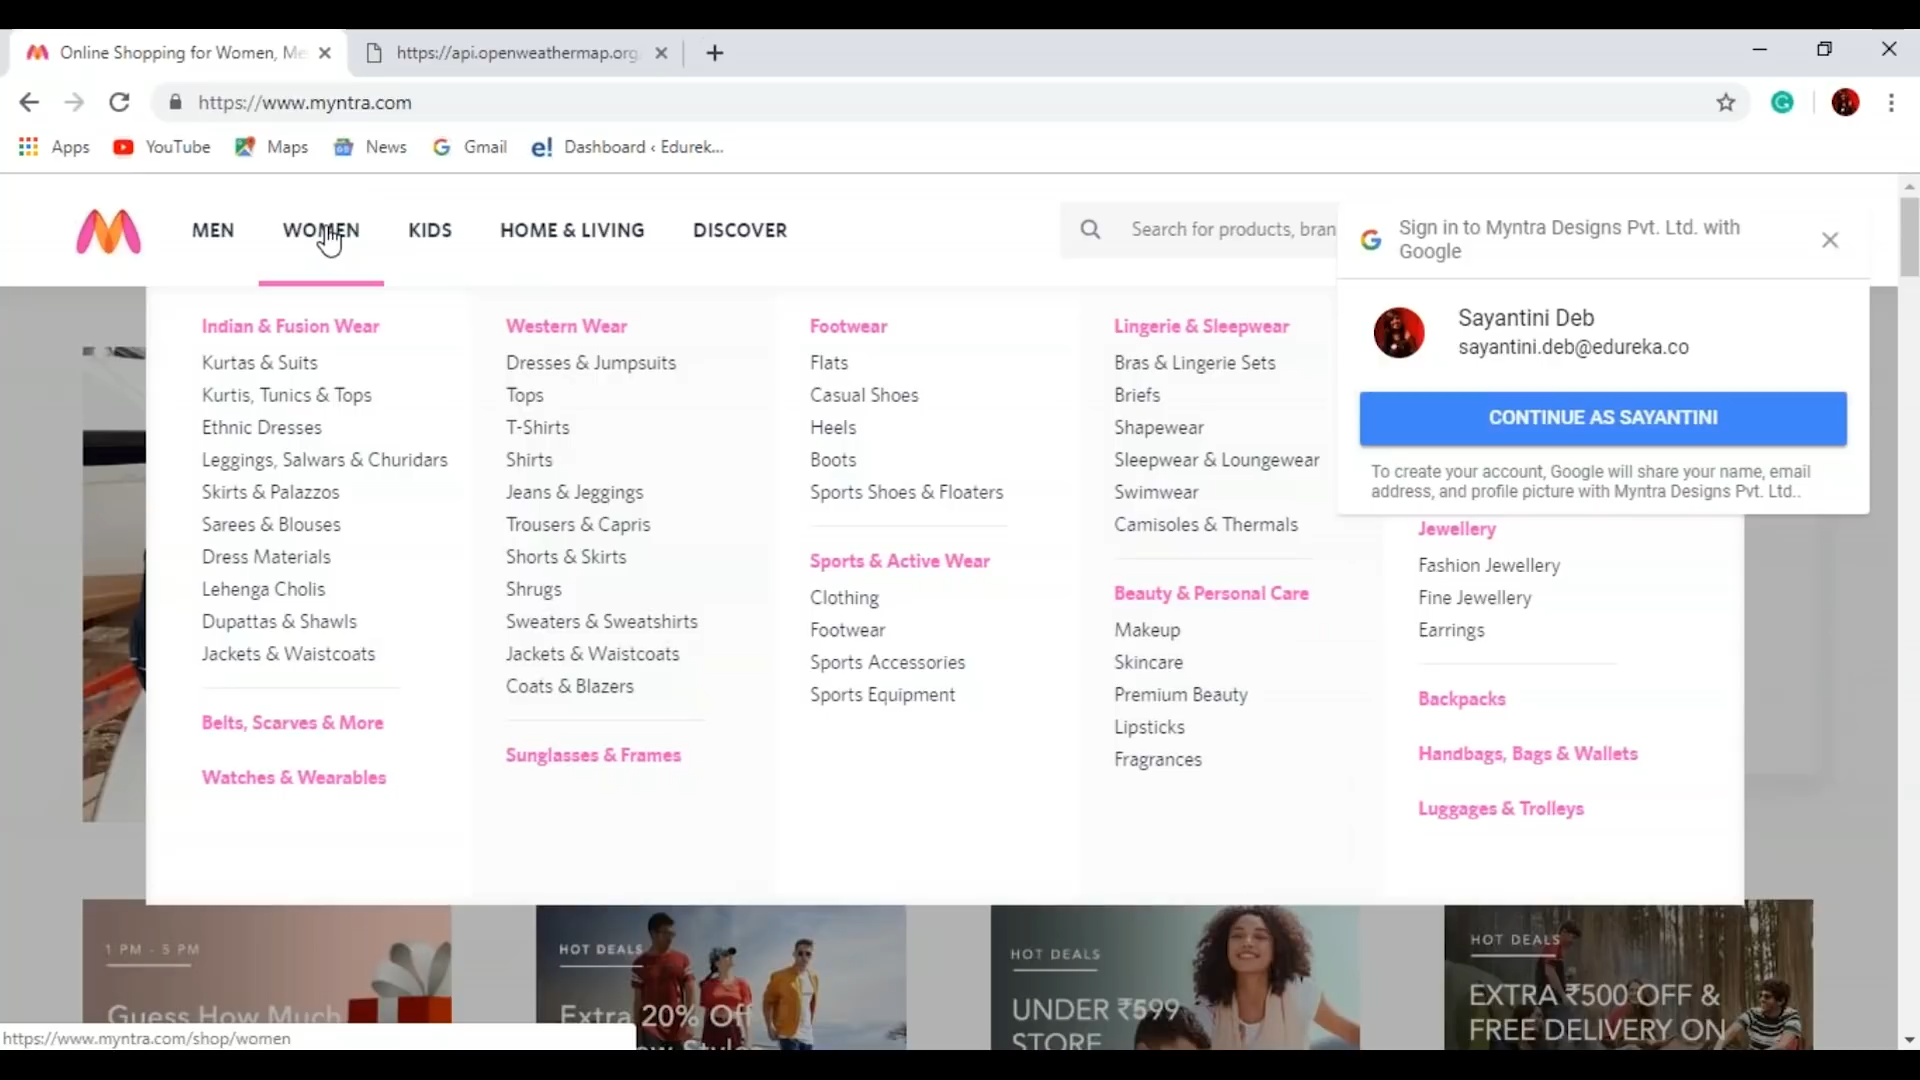 Online Shopping for Women, Me
https://api.openweathermap.org
https://www.myntra.com
Apps
YouTube
Maps
News
Gmail
e! Dashboard ‹ Edurek...
MEN
WOMEN
KIDS
HOME & LIVING
DISCOVER
Search for products, bran
Sign in to Myntra Designs Pvt. Ltd. with
Google
Sayantini Deb
sayantini.deb@edureka.co
CONTINUE AS SAYANTINI
To create your account, Google will share your name, email
address, and profile picture with Myntra Designs Pvt. Ltd..
Indian & Fusion Wear
Kurtas & Suits
Kurtis, Tunics & Tops
Ethnic Dresses
Leggings, Salwars & Churidars
Skirts & Palazzos
Sarees & Blouses
Dress Materials
Lehenga Cholis
Dupattas & Shawls
Jackets & Waistcoats
Belts, Scarves & More
Watches & Wearables
Western Wear
Dresses & Jumpsuits
Tops
T-Shirts
Shirts
Jeans & Jeggings
Trousers & Capris
Shorts & Skirts
Shrugs
Sweaters & Sweatshirts
Jackets & Waistcoats
Coats & Blazers
Sunglasses & Frames
Footwear
Flats
Casual Shoes
Heels
Boots
Sports Shoes & Floaters
Sports & Active Wear
Clothing
Footwear
Sports Accessories
Sports Equipment
Lingerie & Sleepwear
Bras & Lingerie Sets
Briefs
Shapewear
Sleepwear & Loungewear
Swimwear
Camisoles & Thermals
Beauty & Personal Care
Makeup
Skincare
Premium Beauty
Lipsticks
Fragrances
Jewellery
Fashion Jewellery
Fine Jewellery
Earrings
Backpacks
Handbags, Bags & Wallets
Luggages & Trolleys
1 PM - 5 PM
Guess How Much
HOT DEALS
Extra 20% Off
HOT DEALS
UNDER ₹599
STORE
HOT DEALS
EXTRA ₹500 OFF &
FREE DELIVERY ON
https://www.myntra.com/shop/women